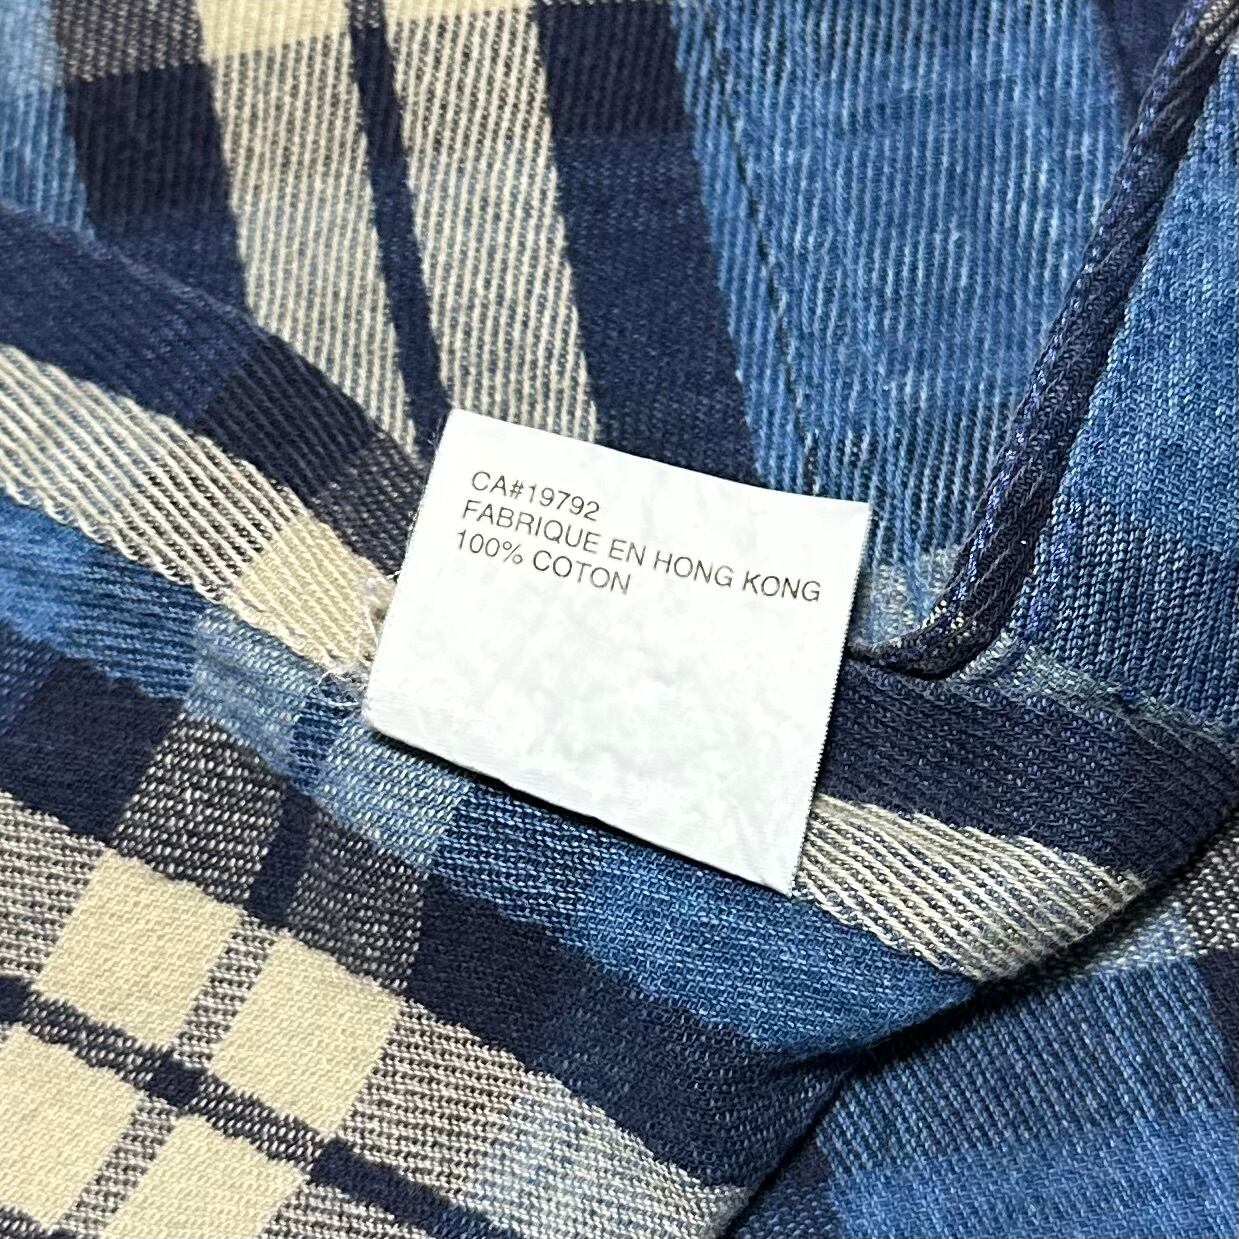 CA#19792
FABRIQUE EN HONG KONG
100% COTON